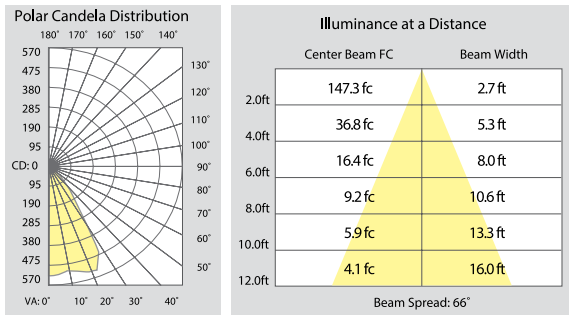 Polar Candela Distribution
180˚ 170˚ 160˚ 150˚ 140˚
570
475
380
285
190
95
CD: 0
95
190
285
380
475
570
130˚
120˚
110˚
100˚
90˚
80˚
70˚
60˚
50˚
VA: 0˚ 10˚ 20˚ 30˚ 40˚
Illuminance at a Distance
Center Beam FC Beam Width
2.0ft 147.3 fc 2.7 ft
4.0ft 36.8 fc 5.3 ft
6.0ft 16.4 fc 8.0 ft
8.0ft 9.2 fc 10.6 ft
10.0ft 5.9 fc 13.3 ft
12.0ft 4.1 fc 16.0 ft
Beam Spread: 66˚